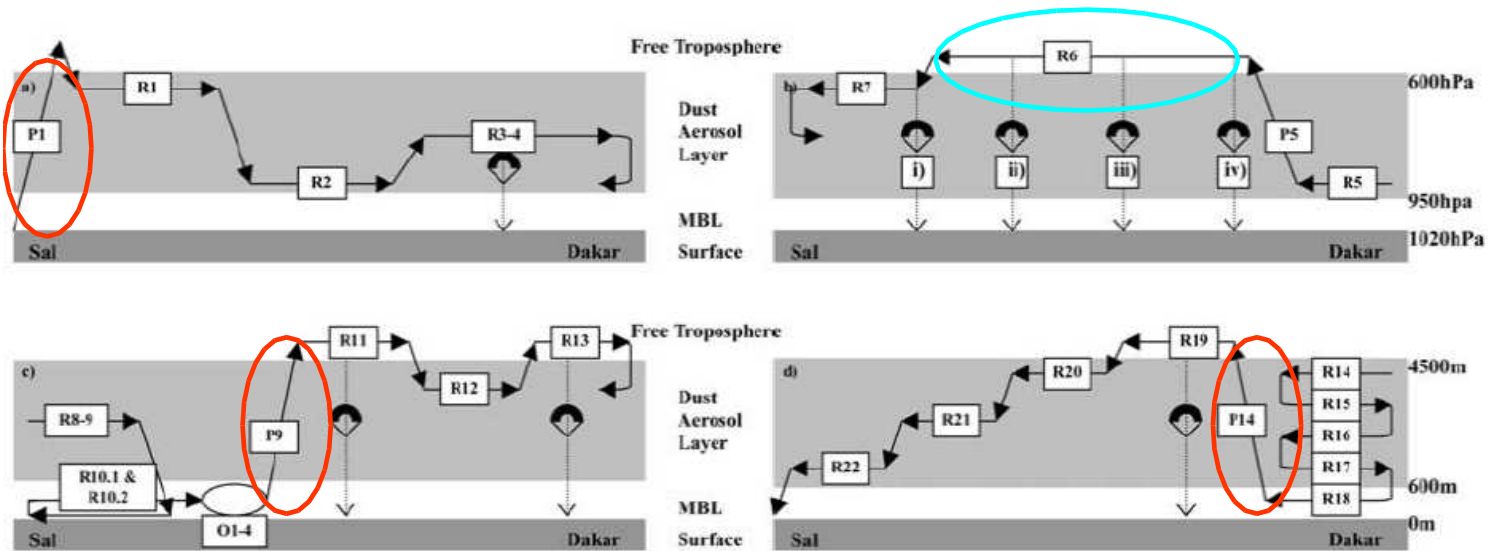 Free Troposphere
a)
R1
P1
Dust
Aerosol
Layer
R3-4
R2
MBL
Sal
Dakar
Surface
R6
600hPa
b)
R7
P5
i)
ii)
iii)
iv)
R5
950hpa
1020hPa
Sal
Dakar
Free Troposphere
c)
R11
R13
R12
Dust
Aerosol
Layer
R8-9
P9
R10.1 &
R10.2
MBL
O1-4
Sal
Dakar
Surface
R19
d)
R20
R14
4500m
R15
R21
P14
R16
R22
R17
600m
R18
0m
Sal
Dakar